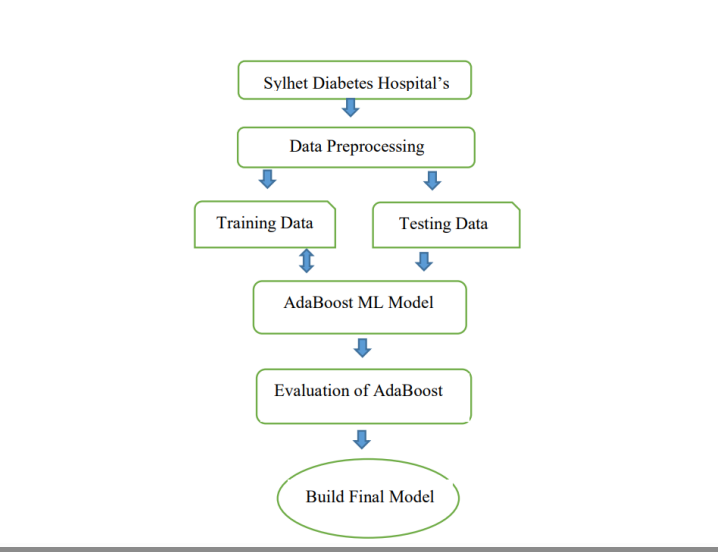 Sylhet Diabetes Hospital’s
Data Preprocessing
Training Data
Testing Data
AdaBoost ML Model
Evaluation of AdaBoost
Build Final Model